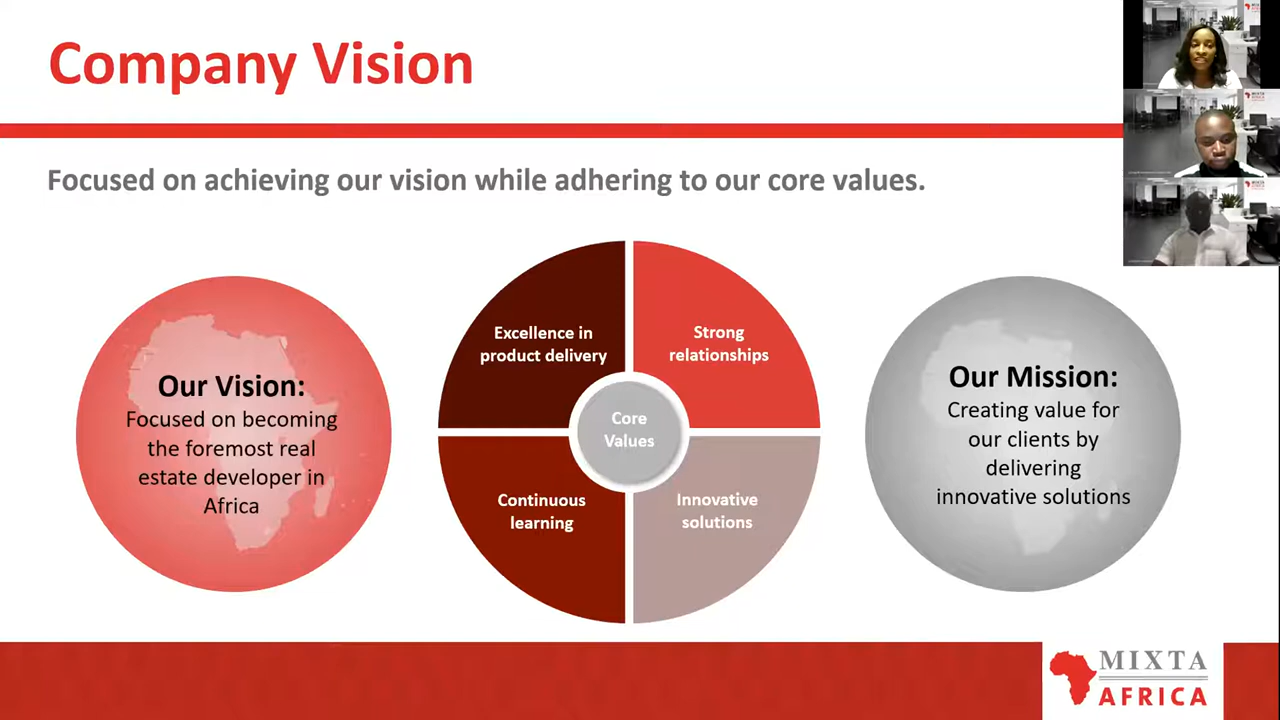 Company Vision
Focused on achieving our vision while adhering to our core values.
Our Vision:
Focused on becoming
the foremost real
estate developer in
Africa
Excellence in
product delivery
Strong
relationships
Core
Values
Continuous
learning
Innovative
solutions
Our Mission:
Creating value for
our clients by
delivering
innovative solutions
MIXTA
AFRICA